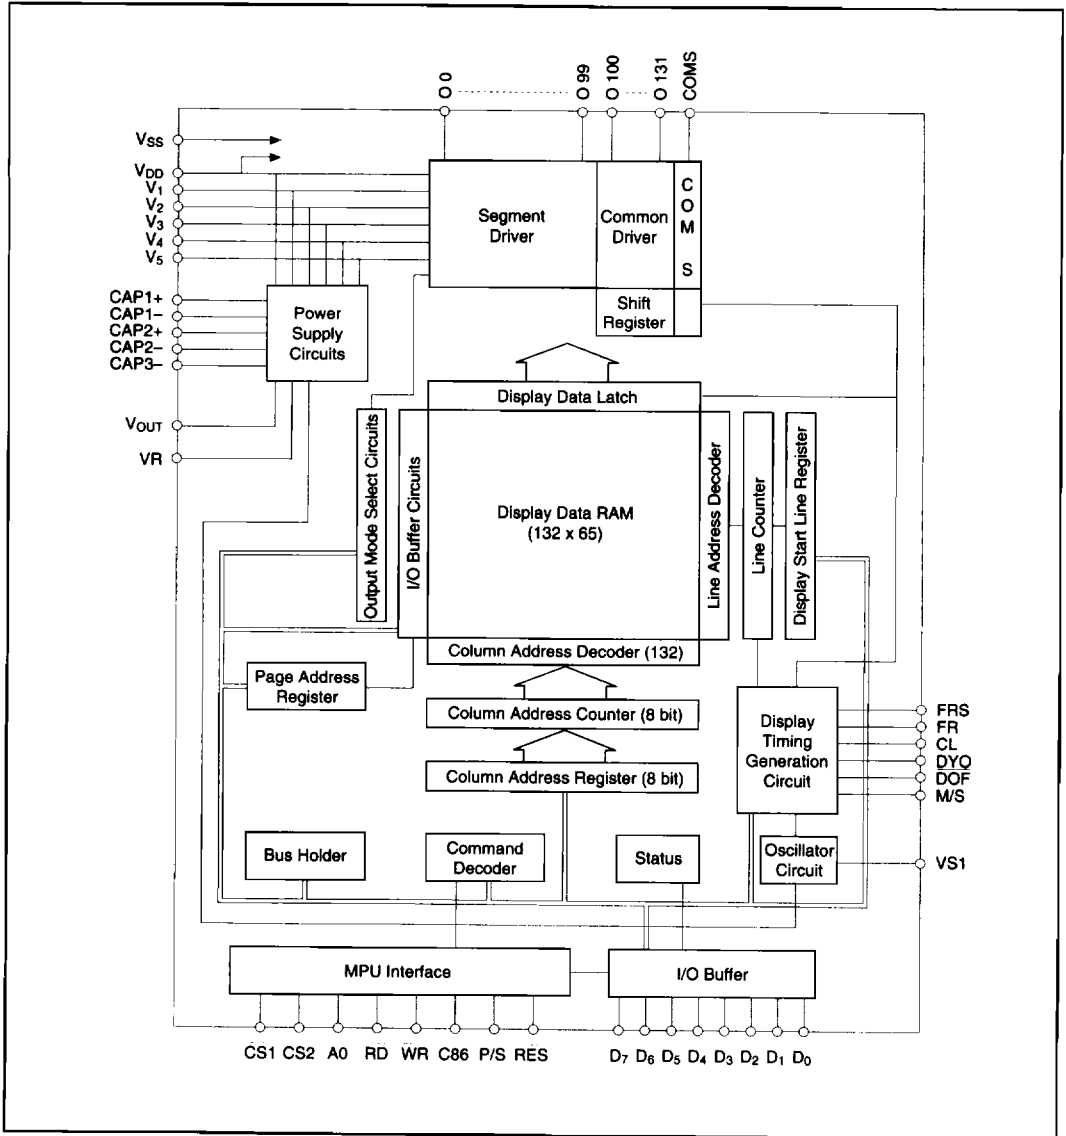 O 0
O 99
O 100
O 131
COMS
VSS
VDD
V1
V2
V3
V4
V5
CAP1+
CAP1–
CAP2+
CAP2–
CAP3–
VOUT
VR
Segment
Driver
Common
Driver
COM S
Shift
Register
Power
Supply
Circuits
Display Data Latch
Output Mode Select Circuits
I/O Buffer Circuits
Display Data RAM
(132 x 65)
Line Address Decoder
Line Counter
Display Start Line Register
Column Address Decoder (132)
Page Address
Register
Column Address Counter (8 bit)
Column Address Register (8 bit)
Display
Timing
Generation
Circuit
FRS
FR
CL
DYO
DOF
M/S
Bus Holder
Command
Decoder
Status
Oscillator
Circuit
VS1
MPU Interface
I/O Buffer
CS1 CS2 A0 RD WR C86 P/S RES
D7 D6 D5 D4 D3 D2 D1 D0